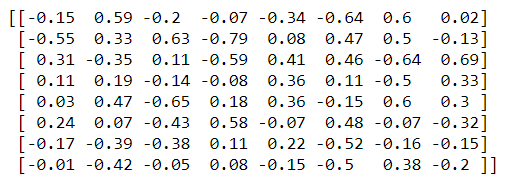 [[-0.15 0.59 -0.2 -0.07 -0.34 -0.64 0.6 0.02]
[-0.55 0.33 0.63 -0.79 0.08 0.47 0.5 -0.13]
[ 0.31 -0.35 0.11 -0.59 0.41 0.46 -0.64 0.69]
[ 0.11 0.19 -0.14 -0.08 0.36 0.11 -0.5 0.33]
[ 0.03 0.47 -0.65 0.18 0.36 -0.15 0.6 0.3 ]
[ 0.24 0.07 -0.43 0.58 -0.07 0.48 -0.07 -0.32]
[-0.17 -0.39 -0.38 0.11 0.22 -0.52 -0.16 -0.15]
[-0.01 -0.42 -0.05 0.08 -0.15 -0.5 0.38 -0.2 ]]